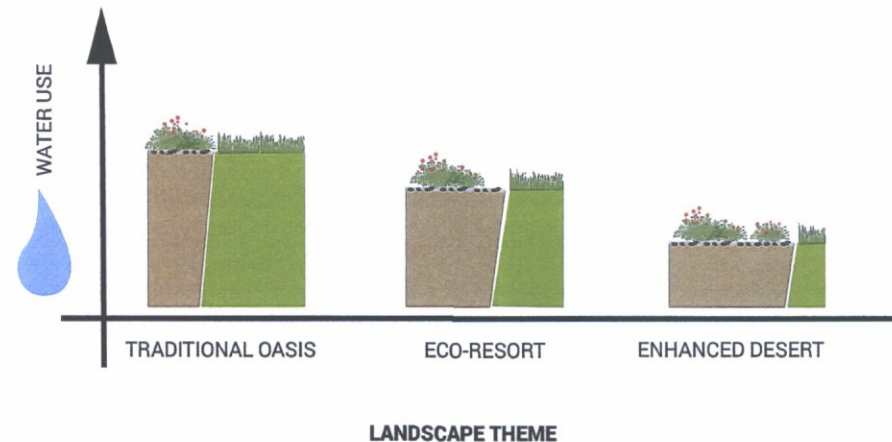 WATER USE
TRADITIONAL OASIS
ECO-RESORT
ENHANCED DESERT
LANDSCAPE THEME